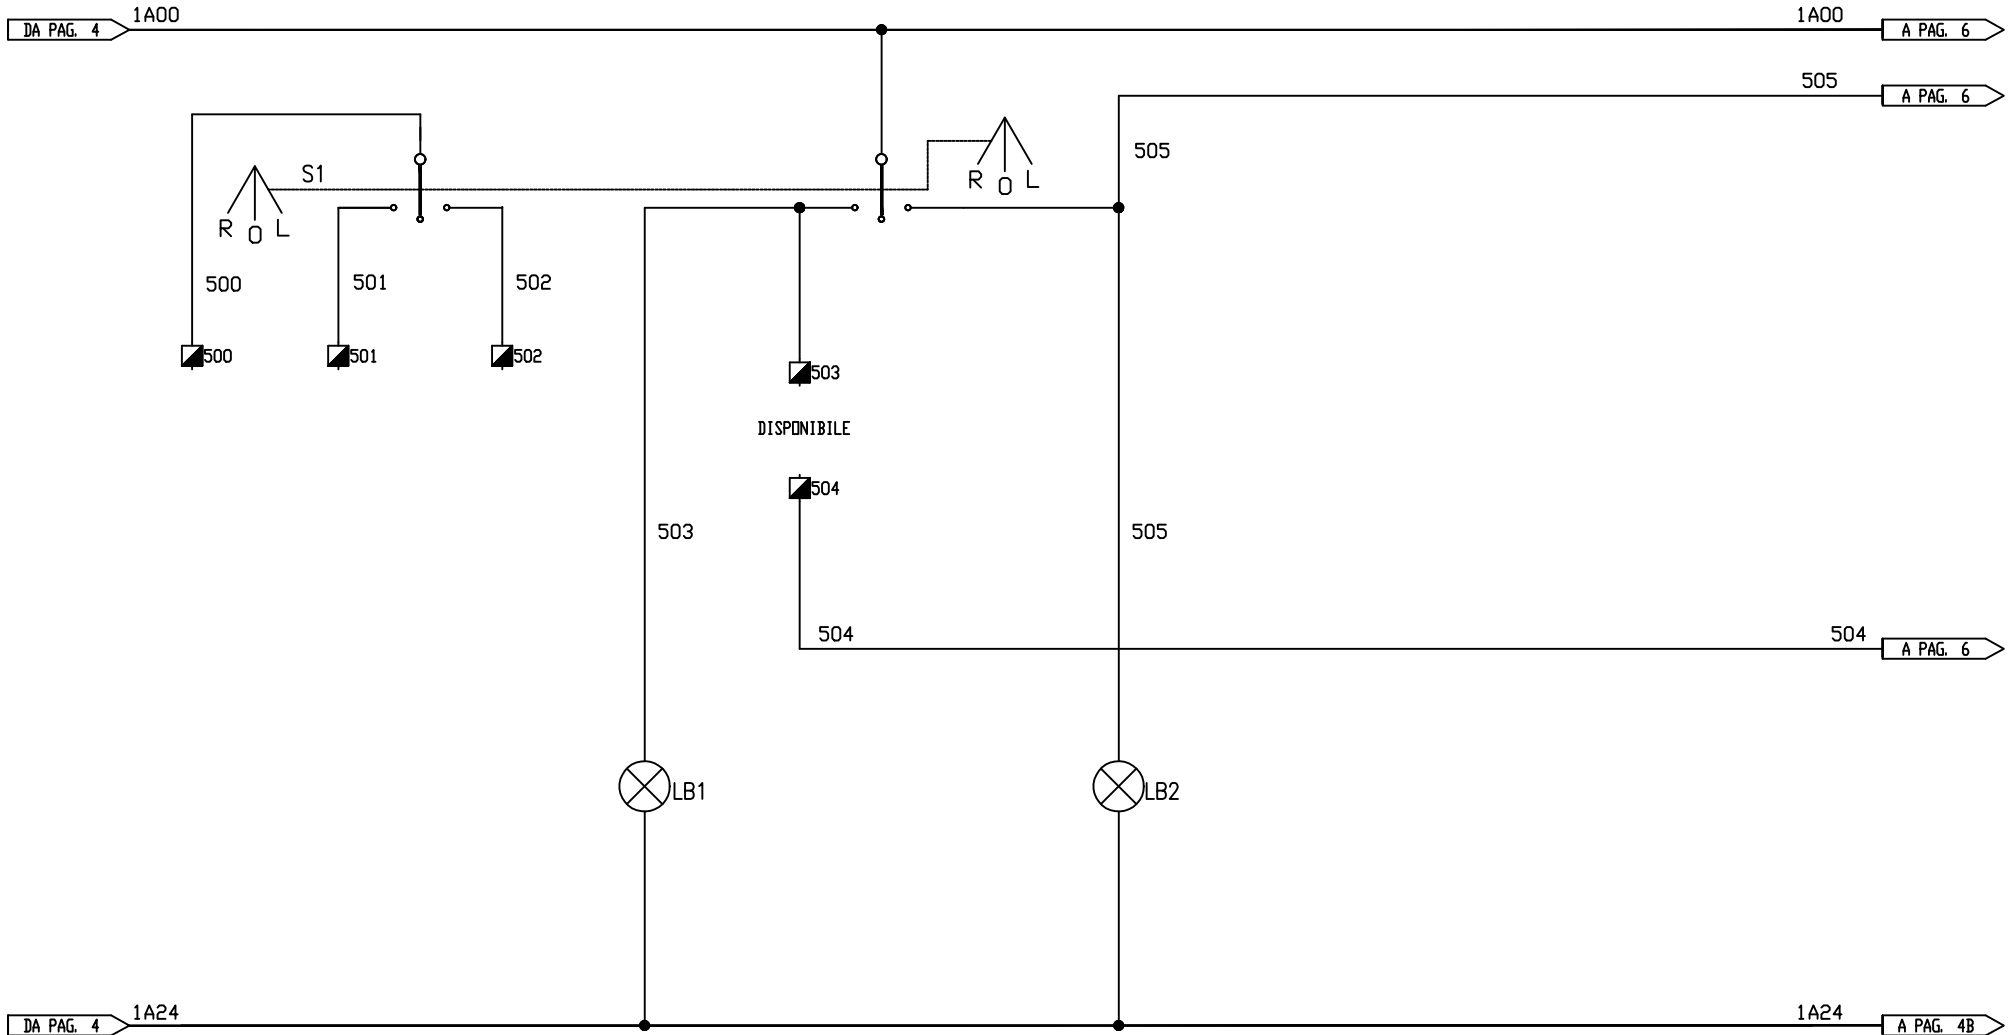 1A00
1A00
DA PAG. 4
A PAG. 6
505
A PAG. 6
505
S1
R O L
R O L
500
501
502
500
501
502
503
DISPONIBILE
504
503
505
504
504
A PAG. 6
LB1
LB2
1A24
1A24
DA PAG. 4
A PAG. 4B